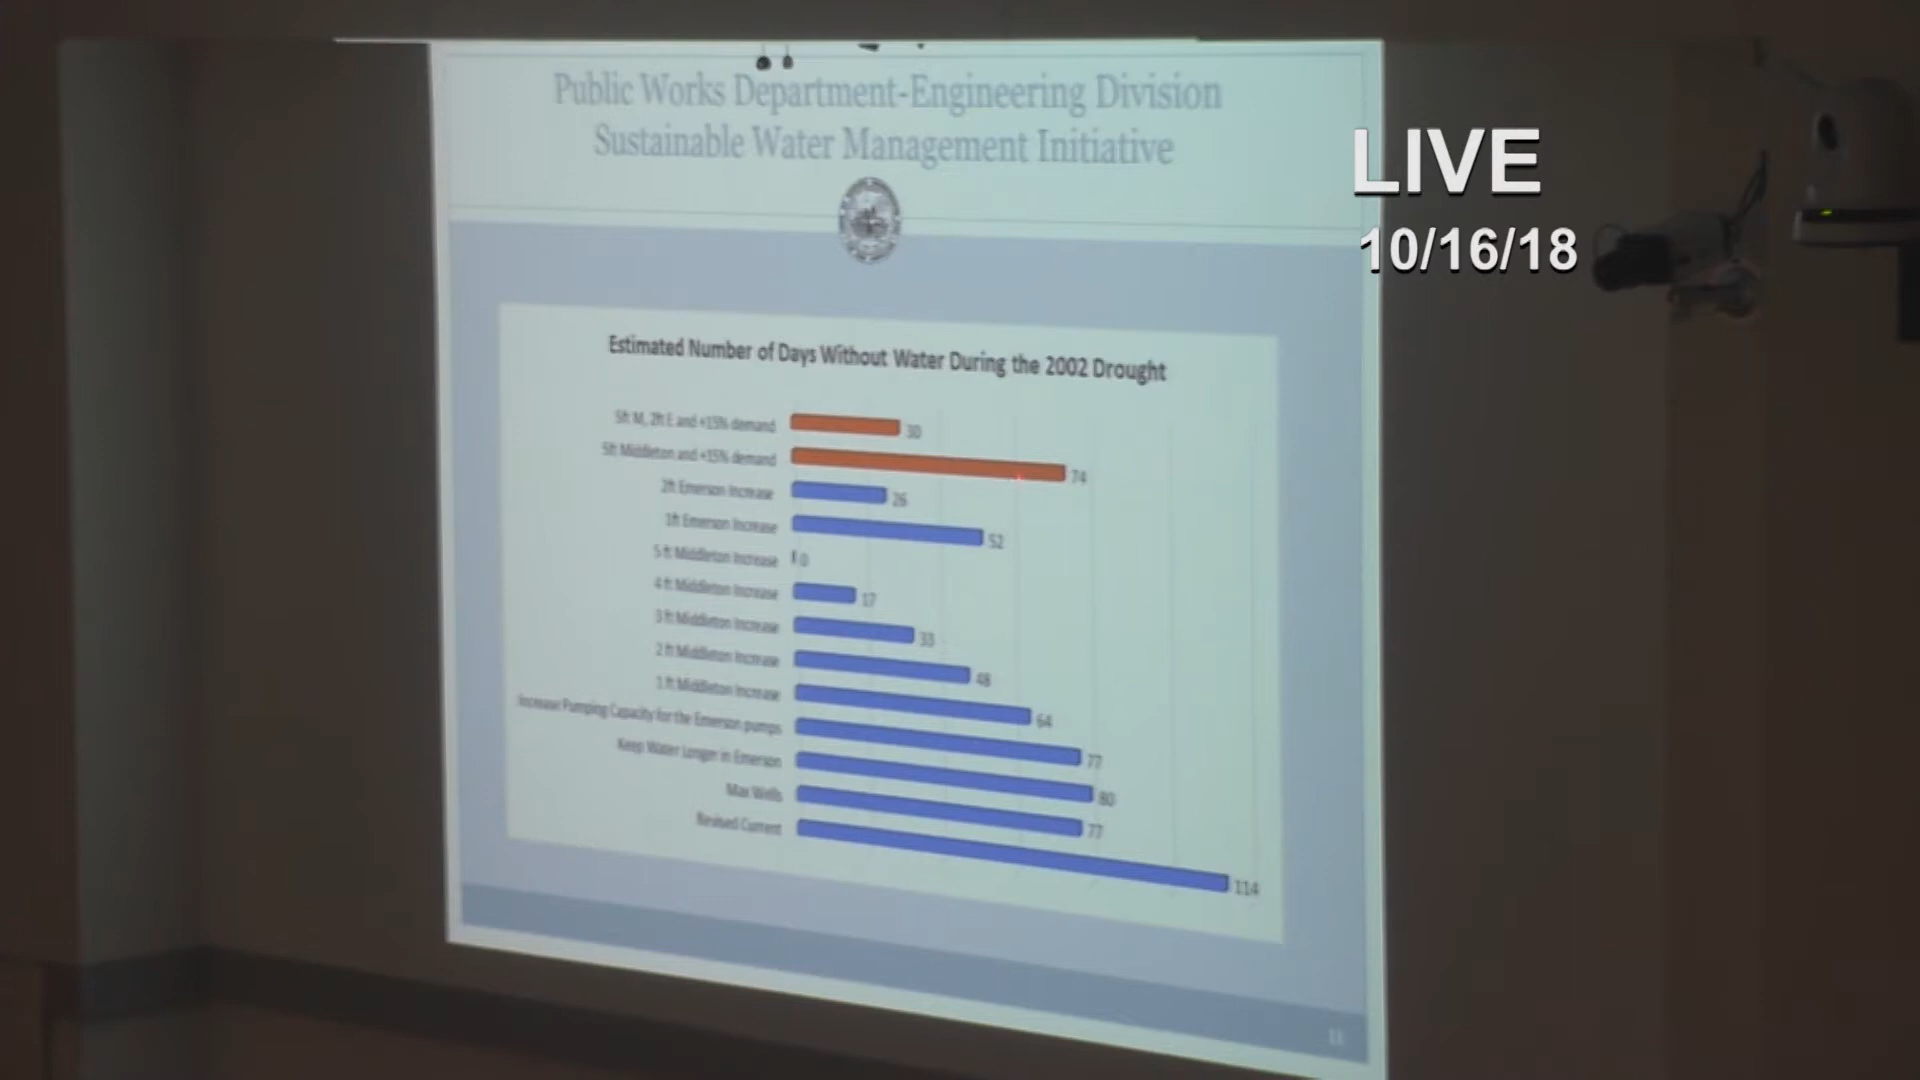 Public Works Department-Engineering Division
Sustainable Water Management Initiative
LIVE
10/16/18
Estimated Number of Days Without Water During the 2002 Drought
5ft M, 2ft E and +15% demand 30
5ft Middleton and +15% demand 74
2ft Emerson Increase 26
1ft Emerson Increase 52
5 ft Middleton Increase 0
4 ft Middleton Increase 17
3 ft Middleton Increase 33
2 ft Middleton Increase 48
1 ft Middleton Increase 64
Increase Pumping Capacity for the Emerson pumps 77
Keep Water Longer in Emerson 80
Max Wells 77
Revised Current 114